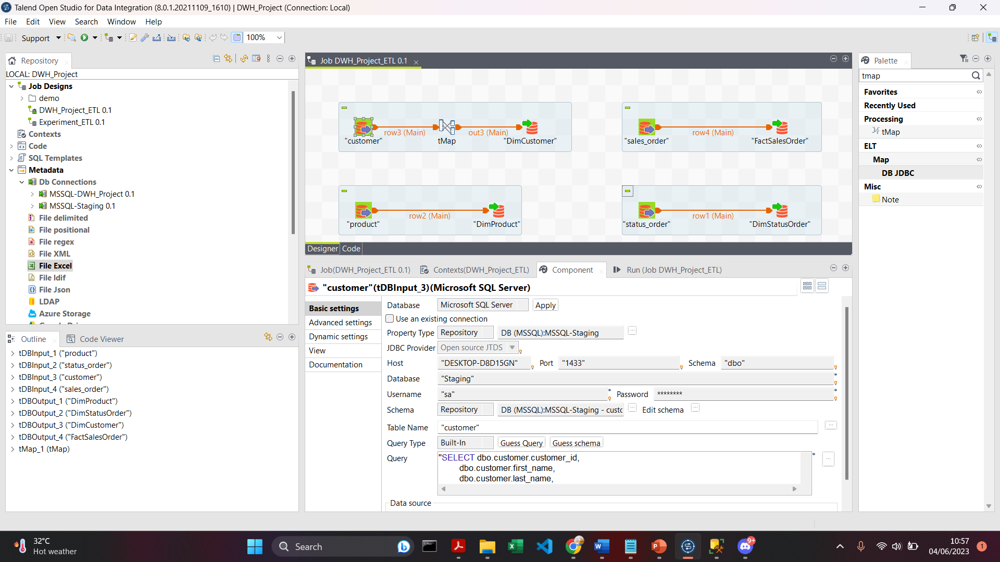 Talend Open Studio for Data Integration (8.0.1.20211109_1610) | DWH_Project (Connection: Local)
File Edit View Search Window Help
Support 100%
Repository
LOCAL: DWH_Project
Job Designs
demo
DWH_Project_ETL 0.1
Experiment_ETL 0.1
Contexts
Code
SQL Templates
Metadata
Db Connections
MSSQL-DWH_Project 0.1
MSSQL-Staging 0.1
File delimited
File positional
File regex
File XML
File Excel
File ldif
File Json
LDAP
Azure Storage
Outline Code Viewer
tDBInput_1 ("product")
tDBInput_2 ("status_order")
tDBInput_3 ("customer")
tDBInput_4 ("sales_order")
tDBOutput_1 ("DimProduct")
tDBOutput_2 ("DimStatusOrder")
tDBOutput_3 ("DimCustomer")
tDBOutput_4 ("FactSalesOrder")
tMap_1 (tMap)
Job DWH_Project_ETL 0.1
row3 (Main) out3 (Main) row4 (Main)
"customer" tMap "DimCustomer" "sales_order" "FactSalesOrder"
row2 (Main) row1 (Main)
"product" "DimProduct" "status_order" "DimStatusOrder"
Designer Code
Job(DWH_Project_ETL 0.1) Contexts(DWH_Project_ETL) Component Run (Job DWH_Project_ETL)
"customer"(tDBInput_3)(Microsoft SQL Server)
Basic settings
Advanced settings
Dynamic settings
View
Documentation
Database Microsoft SQL Server Apply
Use an existing connection
Property Type Repository DB (MSSQL):MSSQL-Staging ...
JDBC Provider Open source JTDS
Host "DESKTOP-D8D15GN" Port "1433" Schema "dbo"
Database "Staging" *
Username "sa" * Password ******** *
Schema Repository DB (MSSQL):MSSQL-Staging - custo ... Edit schema ...
Table Name "customer" ...
Query Type Built-In Guess Query Guess schema
Query "SELECT dbo.customer.customer_id, * ...
dbo.customer.first_name,
dbo.customer.last_name,
Data source
Palette
tmap
Favorites
Recently Used
Processing
tMap
ELT
Map
DB JDBC
Misc
Note
32°C
Hot weather
Search
9+
10:57
04/06/2023
1